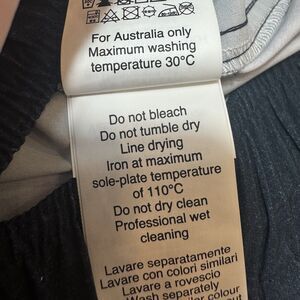 For Australia only
Maximum washing
temperature 30°C
Do not bleach
Do not tumble dry
Line drying
Iron at maximum
sole-plate temperature
of 110°C
Do not dry clean
Professional wet
cleaning
Lavare separatamente
Lavare con colori similari
Lavare a rovescio
Wash separately
colour